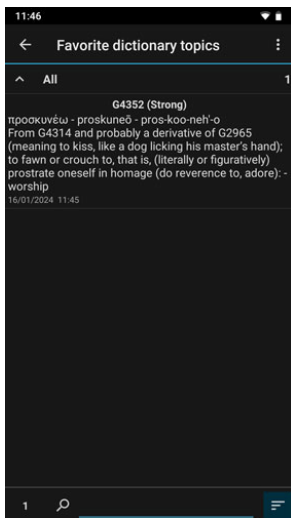 11:46
Favorite dictionary topics
All 1
G4352 (Strong)
προσκυνέω - proskuneō - pros-koo-neh'-o
From G4314 and probably a derivative of G2965
(meaning to kiss, like a dog licking his master's hand);
to fawn or crouch to, that is, (literally or figuratively)
prostrate oneself in homage (do reverence to, adore): -
worship
16/01/2024 11:45
1